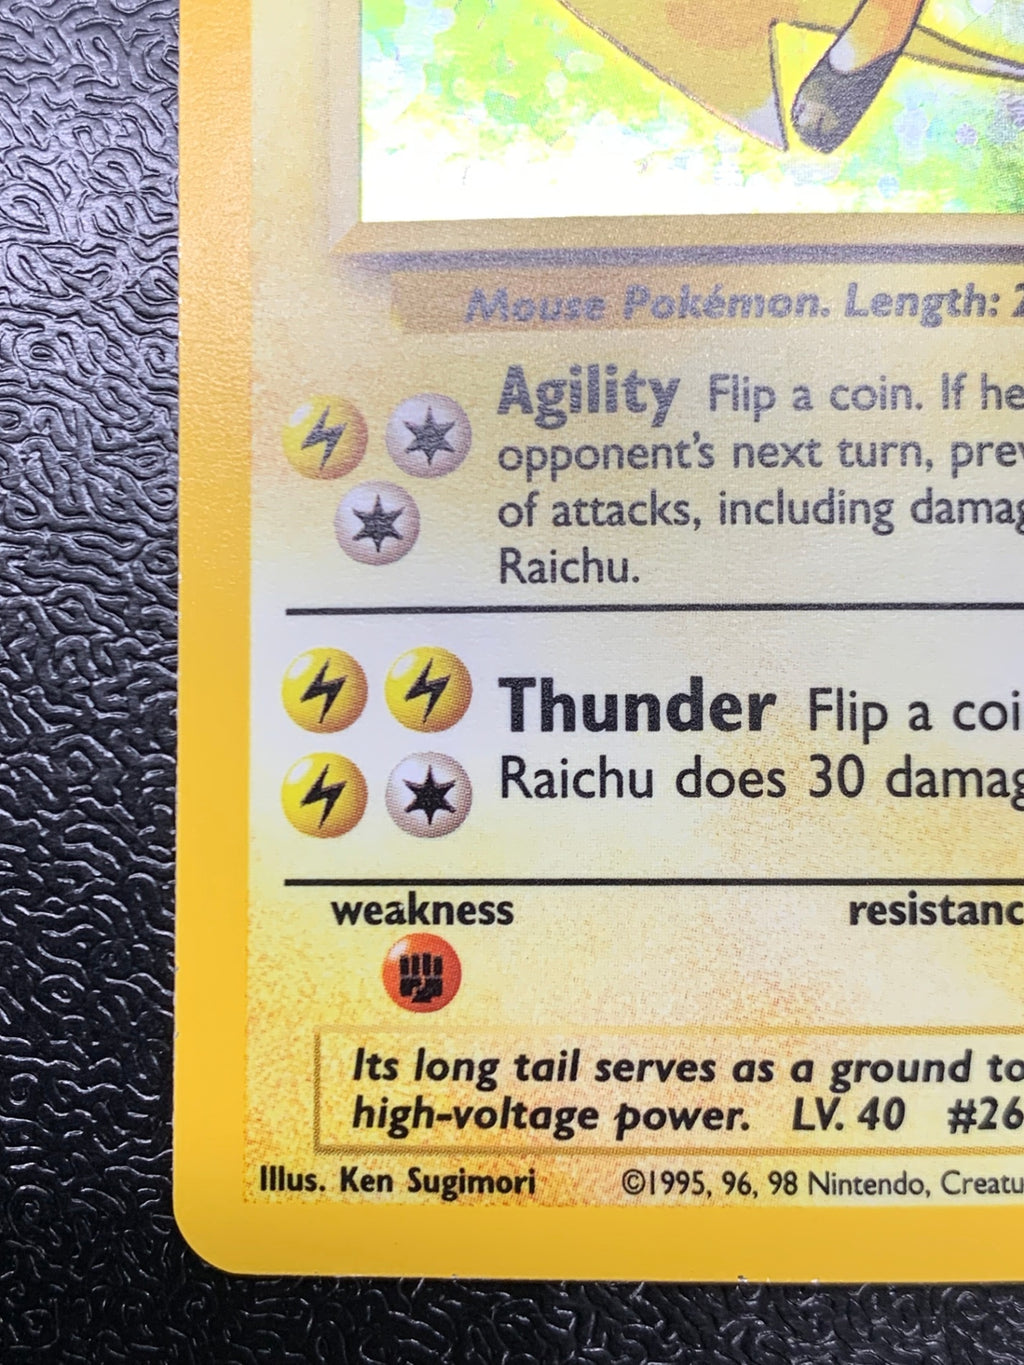 Mouse Pokémon. Length: 2
Agility Flip a coin. If he
opponent's next turn, prev
of attacks, including damag
Raichu.
Thunder Flip a coi
Raichu does 30 damag
weakness resistanc
Its long tail serves as a ground to
high-voltage power. LV. 40 #26
Illus. Ken Sugimori ©1995, 96, 98 Nintendo, Creatu